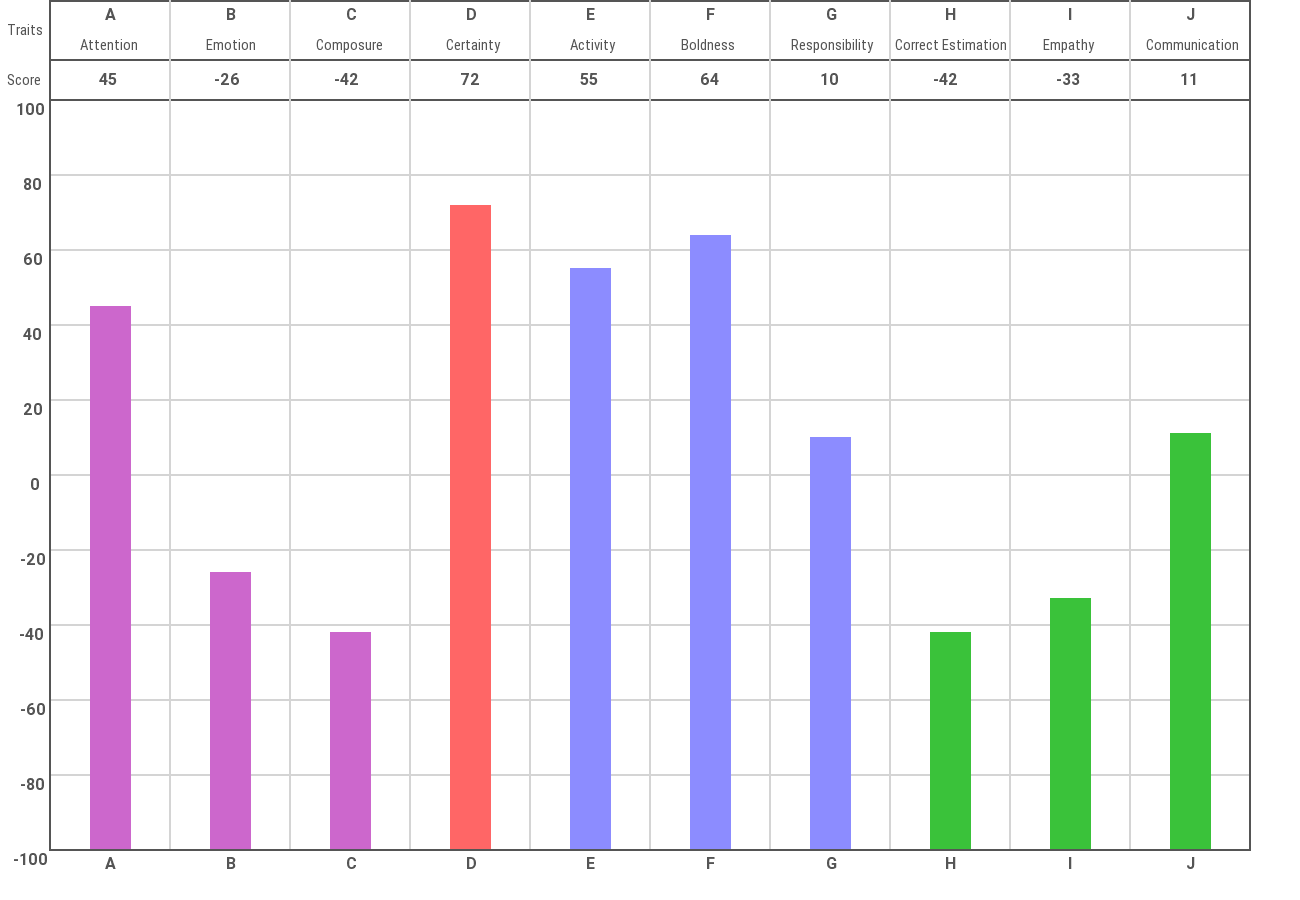 A B C D E F G H I J
Traits
Attention Emotion Composure Certainty Activity Boldness Responsibility Correct Estimation Empathy Communication
Score 45 -26 -42 72 55 64 10 -42 -33 11
100
80
60
40
20
0
-20
-40
-60
-80
-100
A B C D E F G H I J